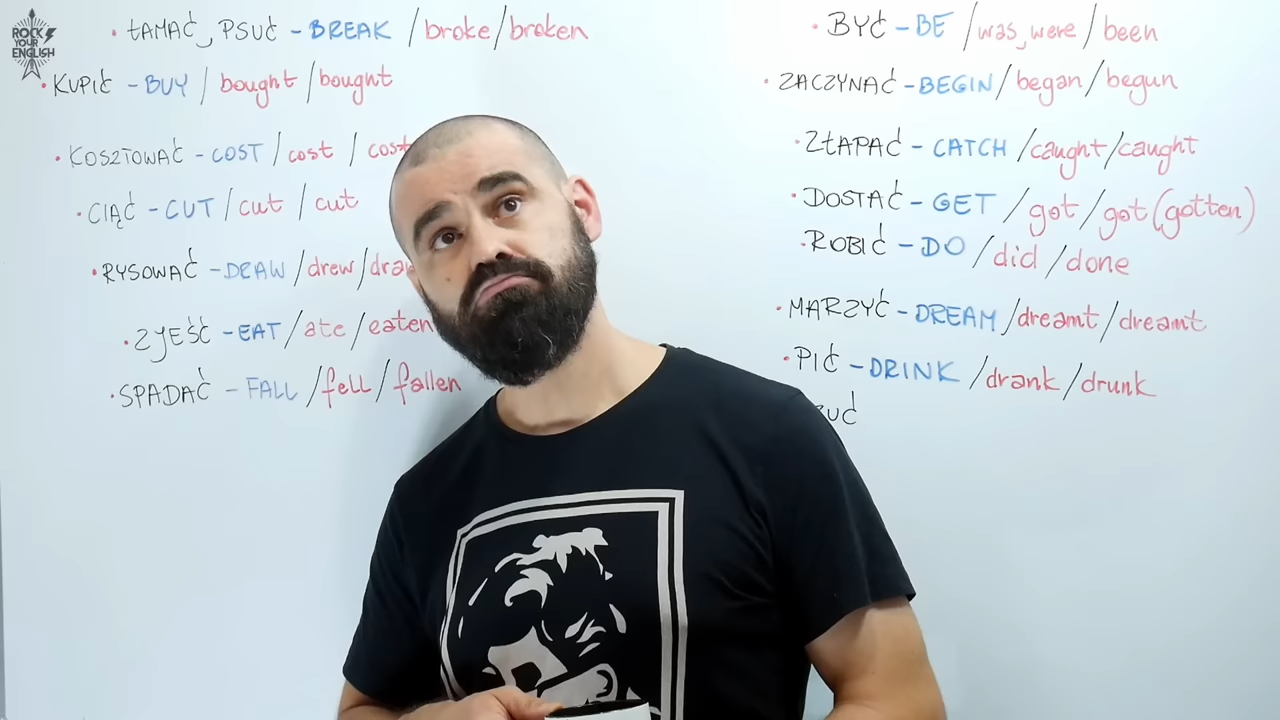 ROCK
YOUR
ENGLISH
• ŁAMAĆ, PSUĆ - BREAK / broke / broken
• KUPIĆ - BUY / bought / bought
• KOSZTOWAĆ - COST / cost / cost
• CIĄĆ - CUT / cut / cut
• RYSOWAĆ - DRAW / drew /
• ZJEŚĆ - EAT / ate / eaten
• SPADAĆ - FALL / fell / fallen
• BYĆ - BE / was, were / been
• ZACZYNAĆ - BEGIN / began / begun
• ZŁAPAĆ - CATCH / caught / caught
• DOSTAĆ - GET / got / got (gotten)
• ROBIĆ - DO / did / done
• MARZYĆ - DREAM / dreamt / dreamt
• PIĆ - DRINK / drank / drunk